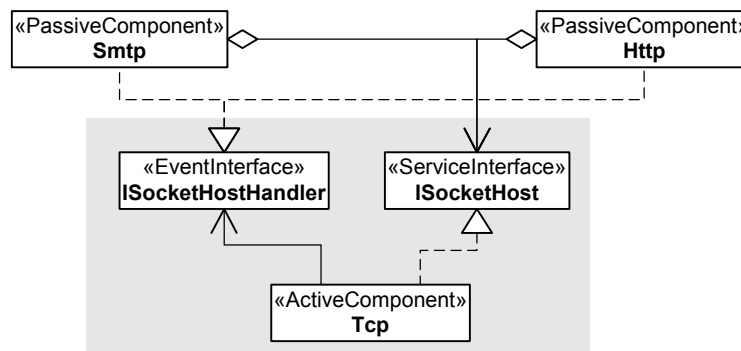 «PassiveComponent»
Smtp
«PassiveComponent»
Http
«EventInterface»
ISocketHostHandler
«ServiceInterface»
ISocketHost
«ActiveComponent»
Tcp